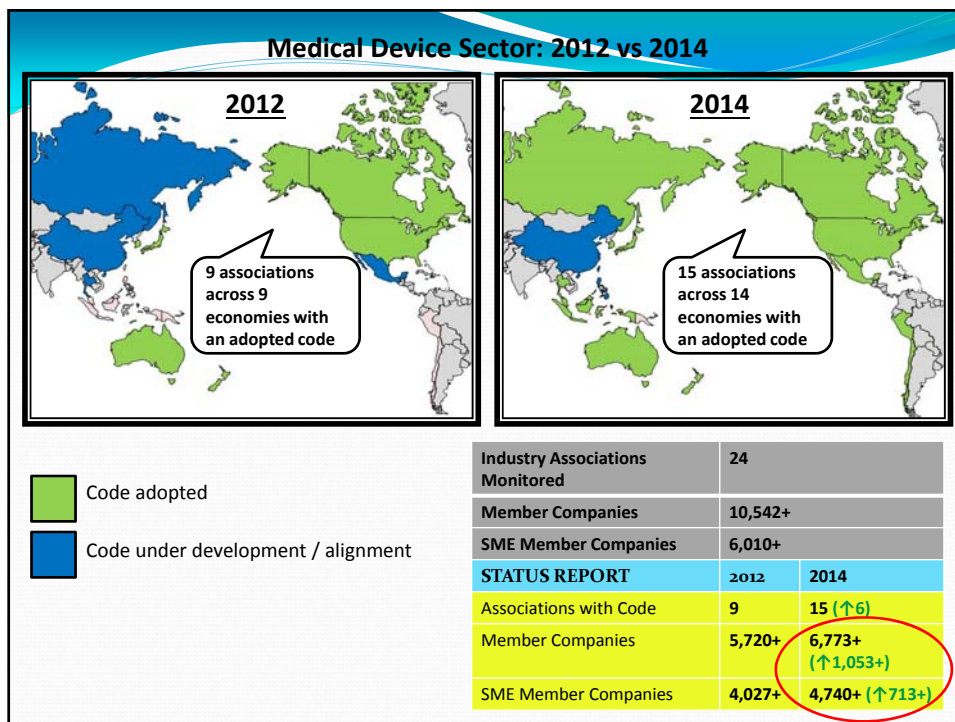 Medical Device Sector: 2012 vs 2014
2012
9 associations
across 9
economies with
an adopted code
2014
15 associations
across 14
economies with
an adopted code
Code adopted
Code under development / alignment
Industry Associations
Monitored
24
Member Companies
10,542+
SME Member Companies
6,010+
STATUS REPORT
2012
2014
Associations with Code
9
15 (↑6)
Member Companies
5,720+
6,773+
(↑1,053+)
SME Member Companies
4,027+
4,740+ (↑713+)